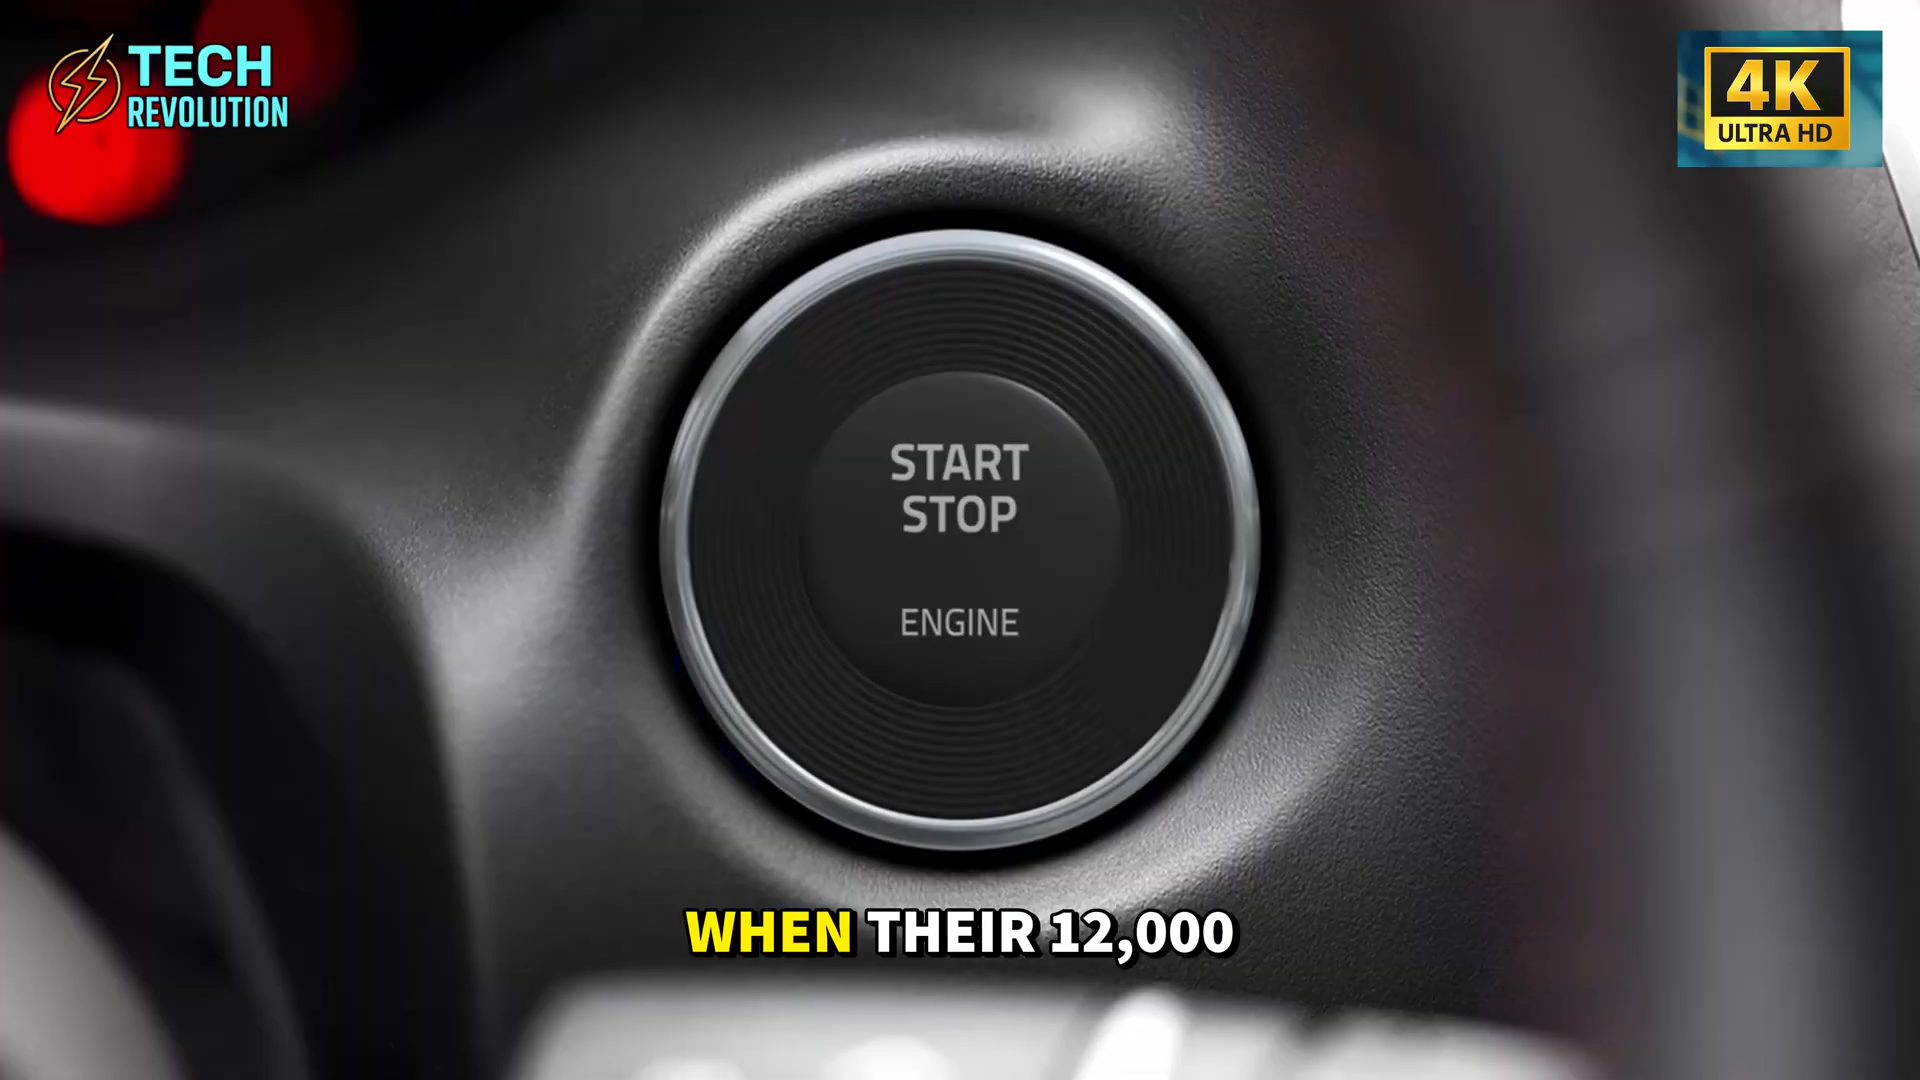 TECH
REVOLUTION
4K
ULTRA HD
START
STOP
ENGINE
WHEN THEIR 12,000